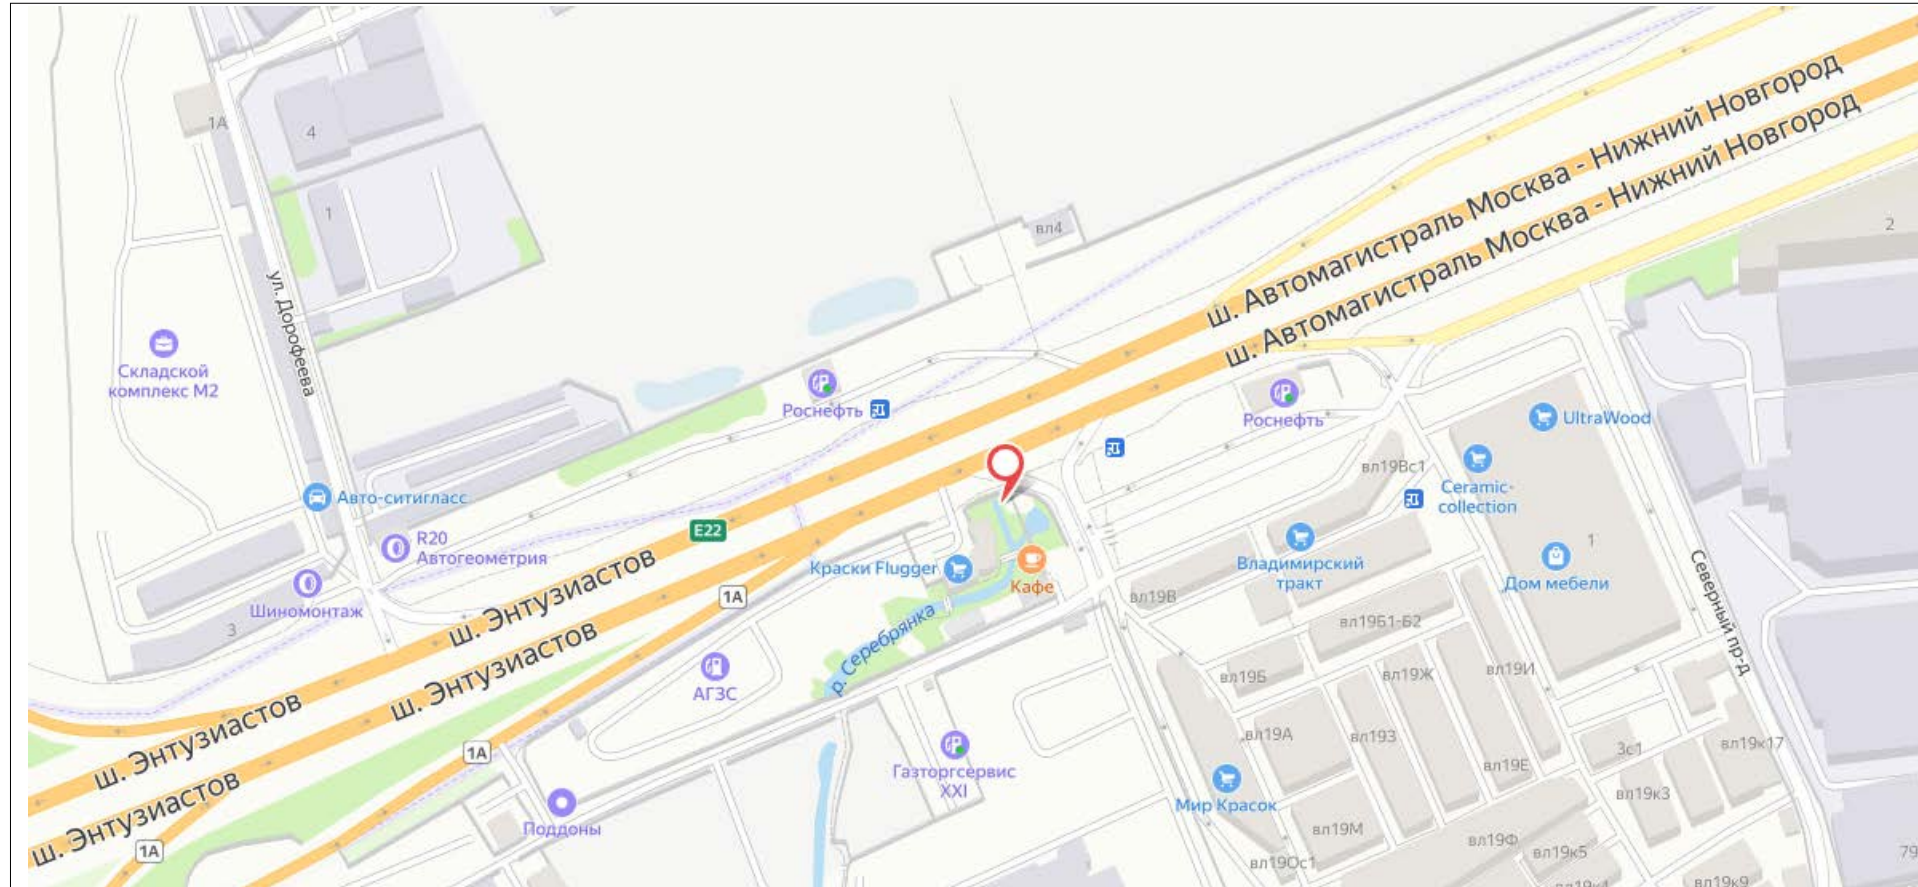 ш. Автомагистраль Москва - Нижний Новгород
ш. Автомагистраль Москва - Нижний Новгород
1А
4
1
вл4
2
ул. Дорофеева
Складской
комплекс М2
Роснефть
Роснефть
UltraWood
вл19Вс1
Ceramic-
collection
Авто-ситигласс
R20
Автогеометрия
E22
Шиномонтаж
3
ш. Энтузиастов
ш. Энтузиастов
1А
Краски Flugger
Кафе
Владимирский
тракт
1
Дом мебели
Северный пр-д
вл19В
вл19Б1-Б2
р. Серебрянка
АГЗС
вл19Б
вл19Ж
вл19И
ш. Энтузиастов
ш. Энтузиастов
1А
вл19А
вл19З
3с1
вл19к17
Газторгсервис
XXI
вл19Е
Мир Красок
вл19к3
Поддоны
вл19М
вл19Ф
вл19к5
1А
вл19Ос1
79
вл19к4
вл19к9